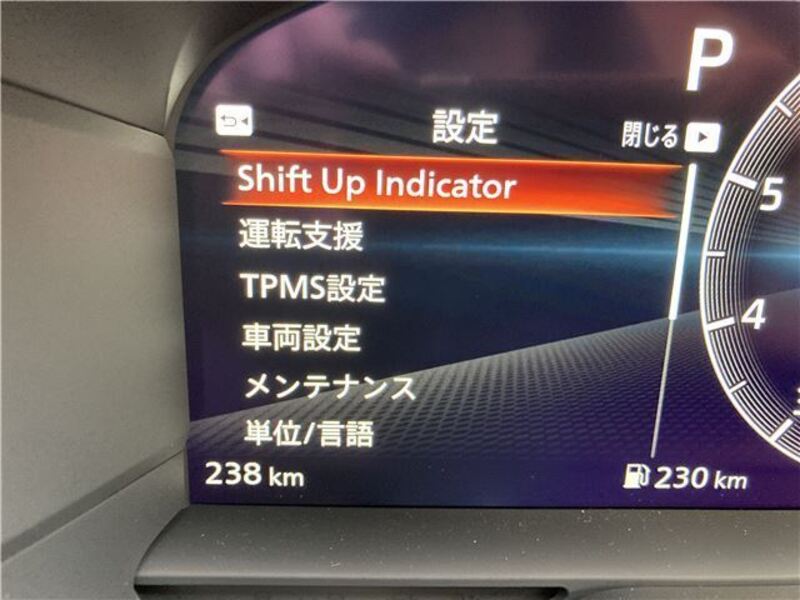 P
設定
閉じる
Shift Up Indicator
運転支援
TPMS設定
車両設定
メンテナンス
単位/言語
5
4
238 km
230 km